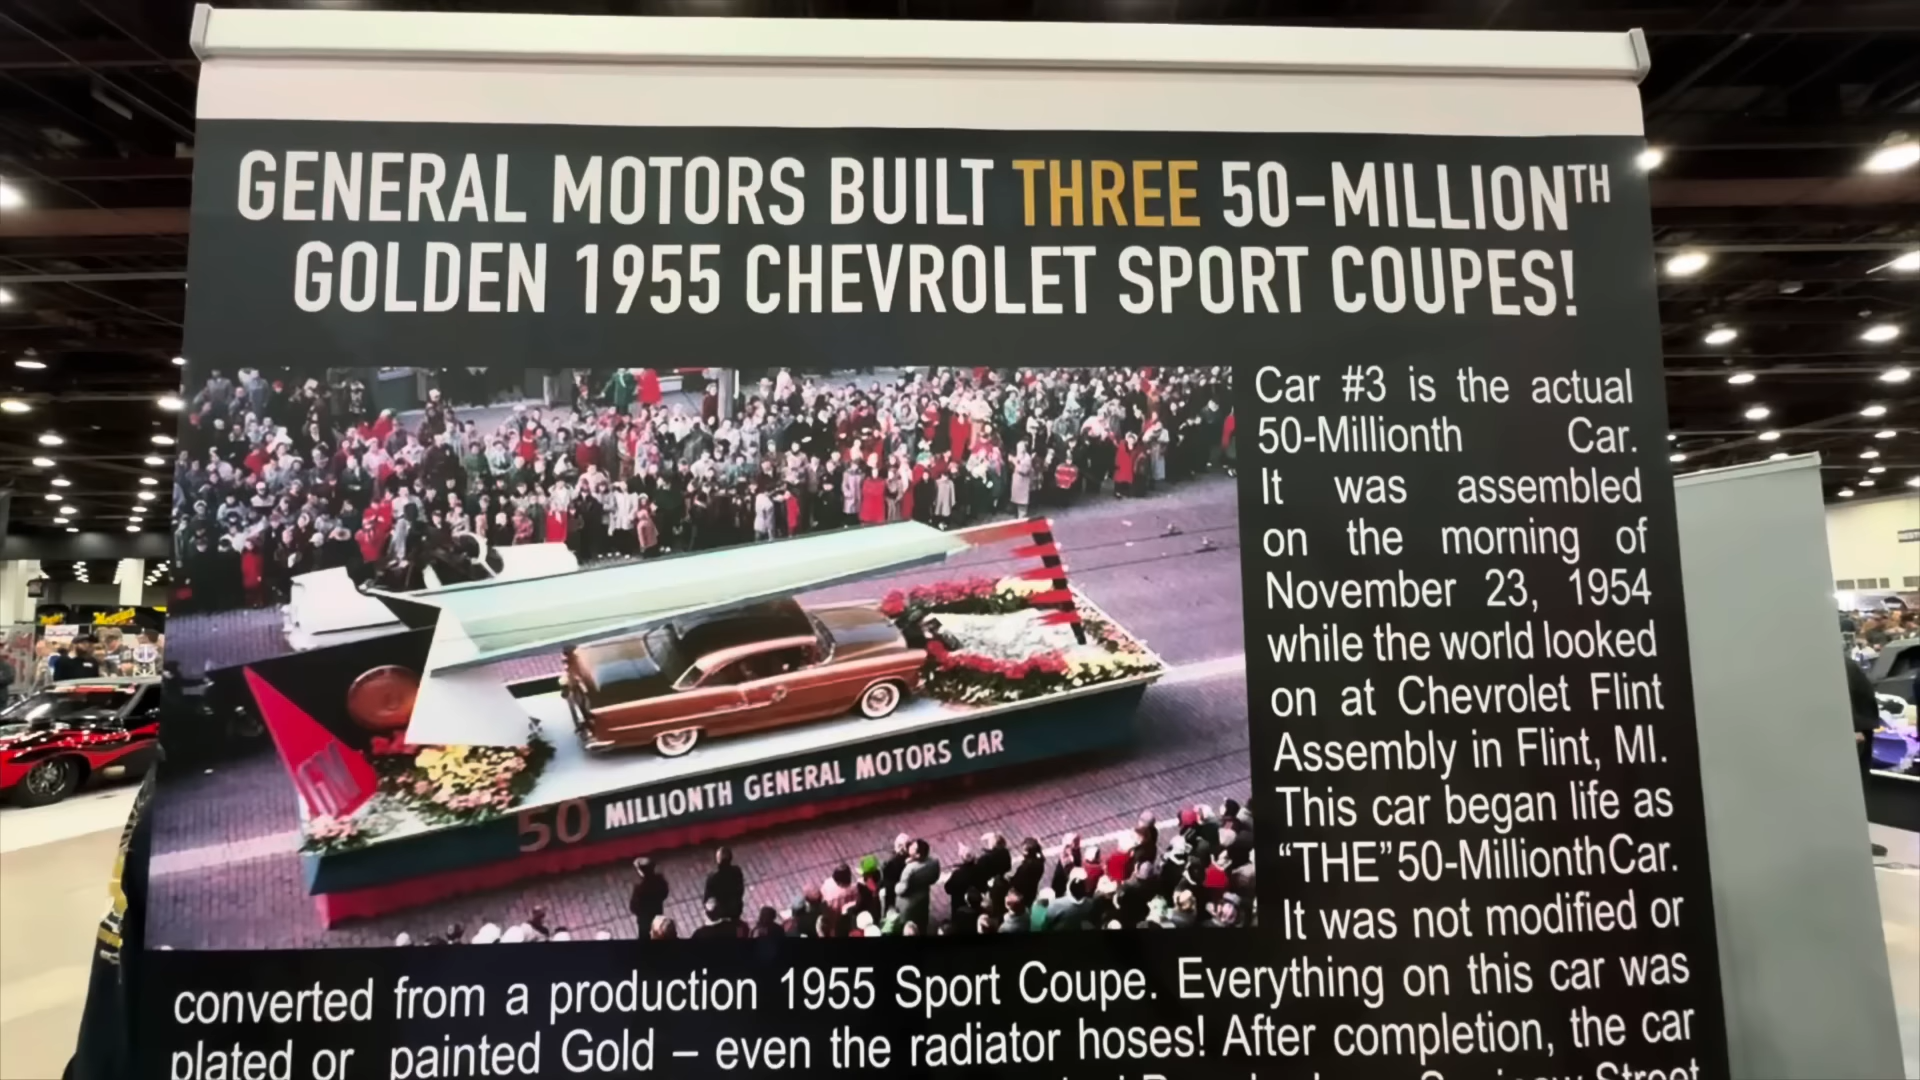 GENERAL MOTORS BUILT THREE 50-MILLIONTH
GOLDEN 1955 CHEVROLET SPORT COUPES!
Car #3 is the actual
50-Millionth Car.
It was assembled
on the morning of
November 23, 1954
while the world looked
on at Chevrolet Flint
Assembly in Flint, MI.
This car began life as
“THE”50-MillionthCar.
It was not modified or
GM
50 MILLIONTH GENERAL MOTORS CAR
converted from a production 1955 Sport Coupe. Everything on this car was
plated or painted Gold – even the radiator hoses! After completion, the car
Street